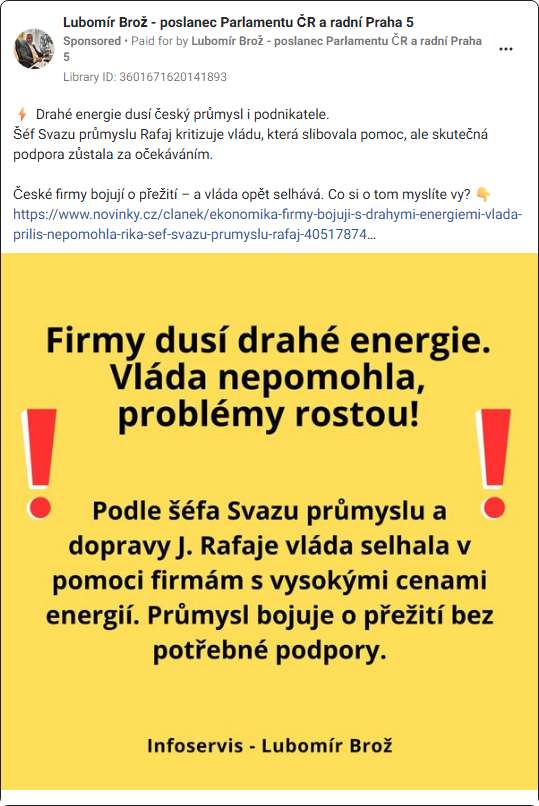 Lubomír Brož - poslanec Parlamentu ČR a radní Praha 5
Sponsored • Paid for by Lubomír Brož - poslanec Parlamentu ČR a radní Praha
5
Library ID: 3601671620141893
⚡ Drahé energie dusí český průmysl i podnikatele.
Šéf Svazu průmyslu Rafaj kritizuje vládu, která slibovala pomoc, ale skutečná
podpora zůstala za očekáváním.
České firmy bojují o přežití – a vláda opět selhává. Co si o tom myslíte vy? 👇
https://www.novinky.cz/clanek/ekonomika-firmy-bojuji-s-drahymi-energiemi-vlada-
prilis-nepomohla-rika-sef-svazu-prumyslu-rafaj-40517874...
Firmy dusí drahé energie.
Vláda nepomohla,
problémy rostou!
! !
Podle šéfa Svazu průmyslu a
dopravy J. Rafaje vláda selhala v
pomoci firmám s vysokými cenami
energií. Průmysl bojuje o přežití bez
potřebné podpory.
Infoservis - Lubomír Brož